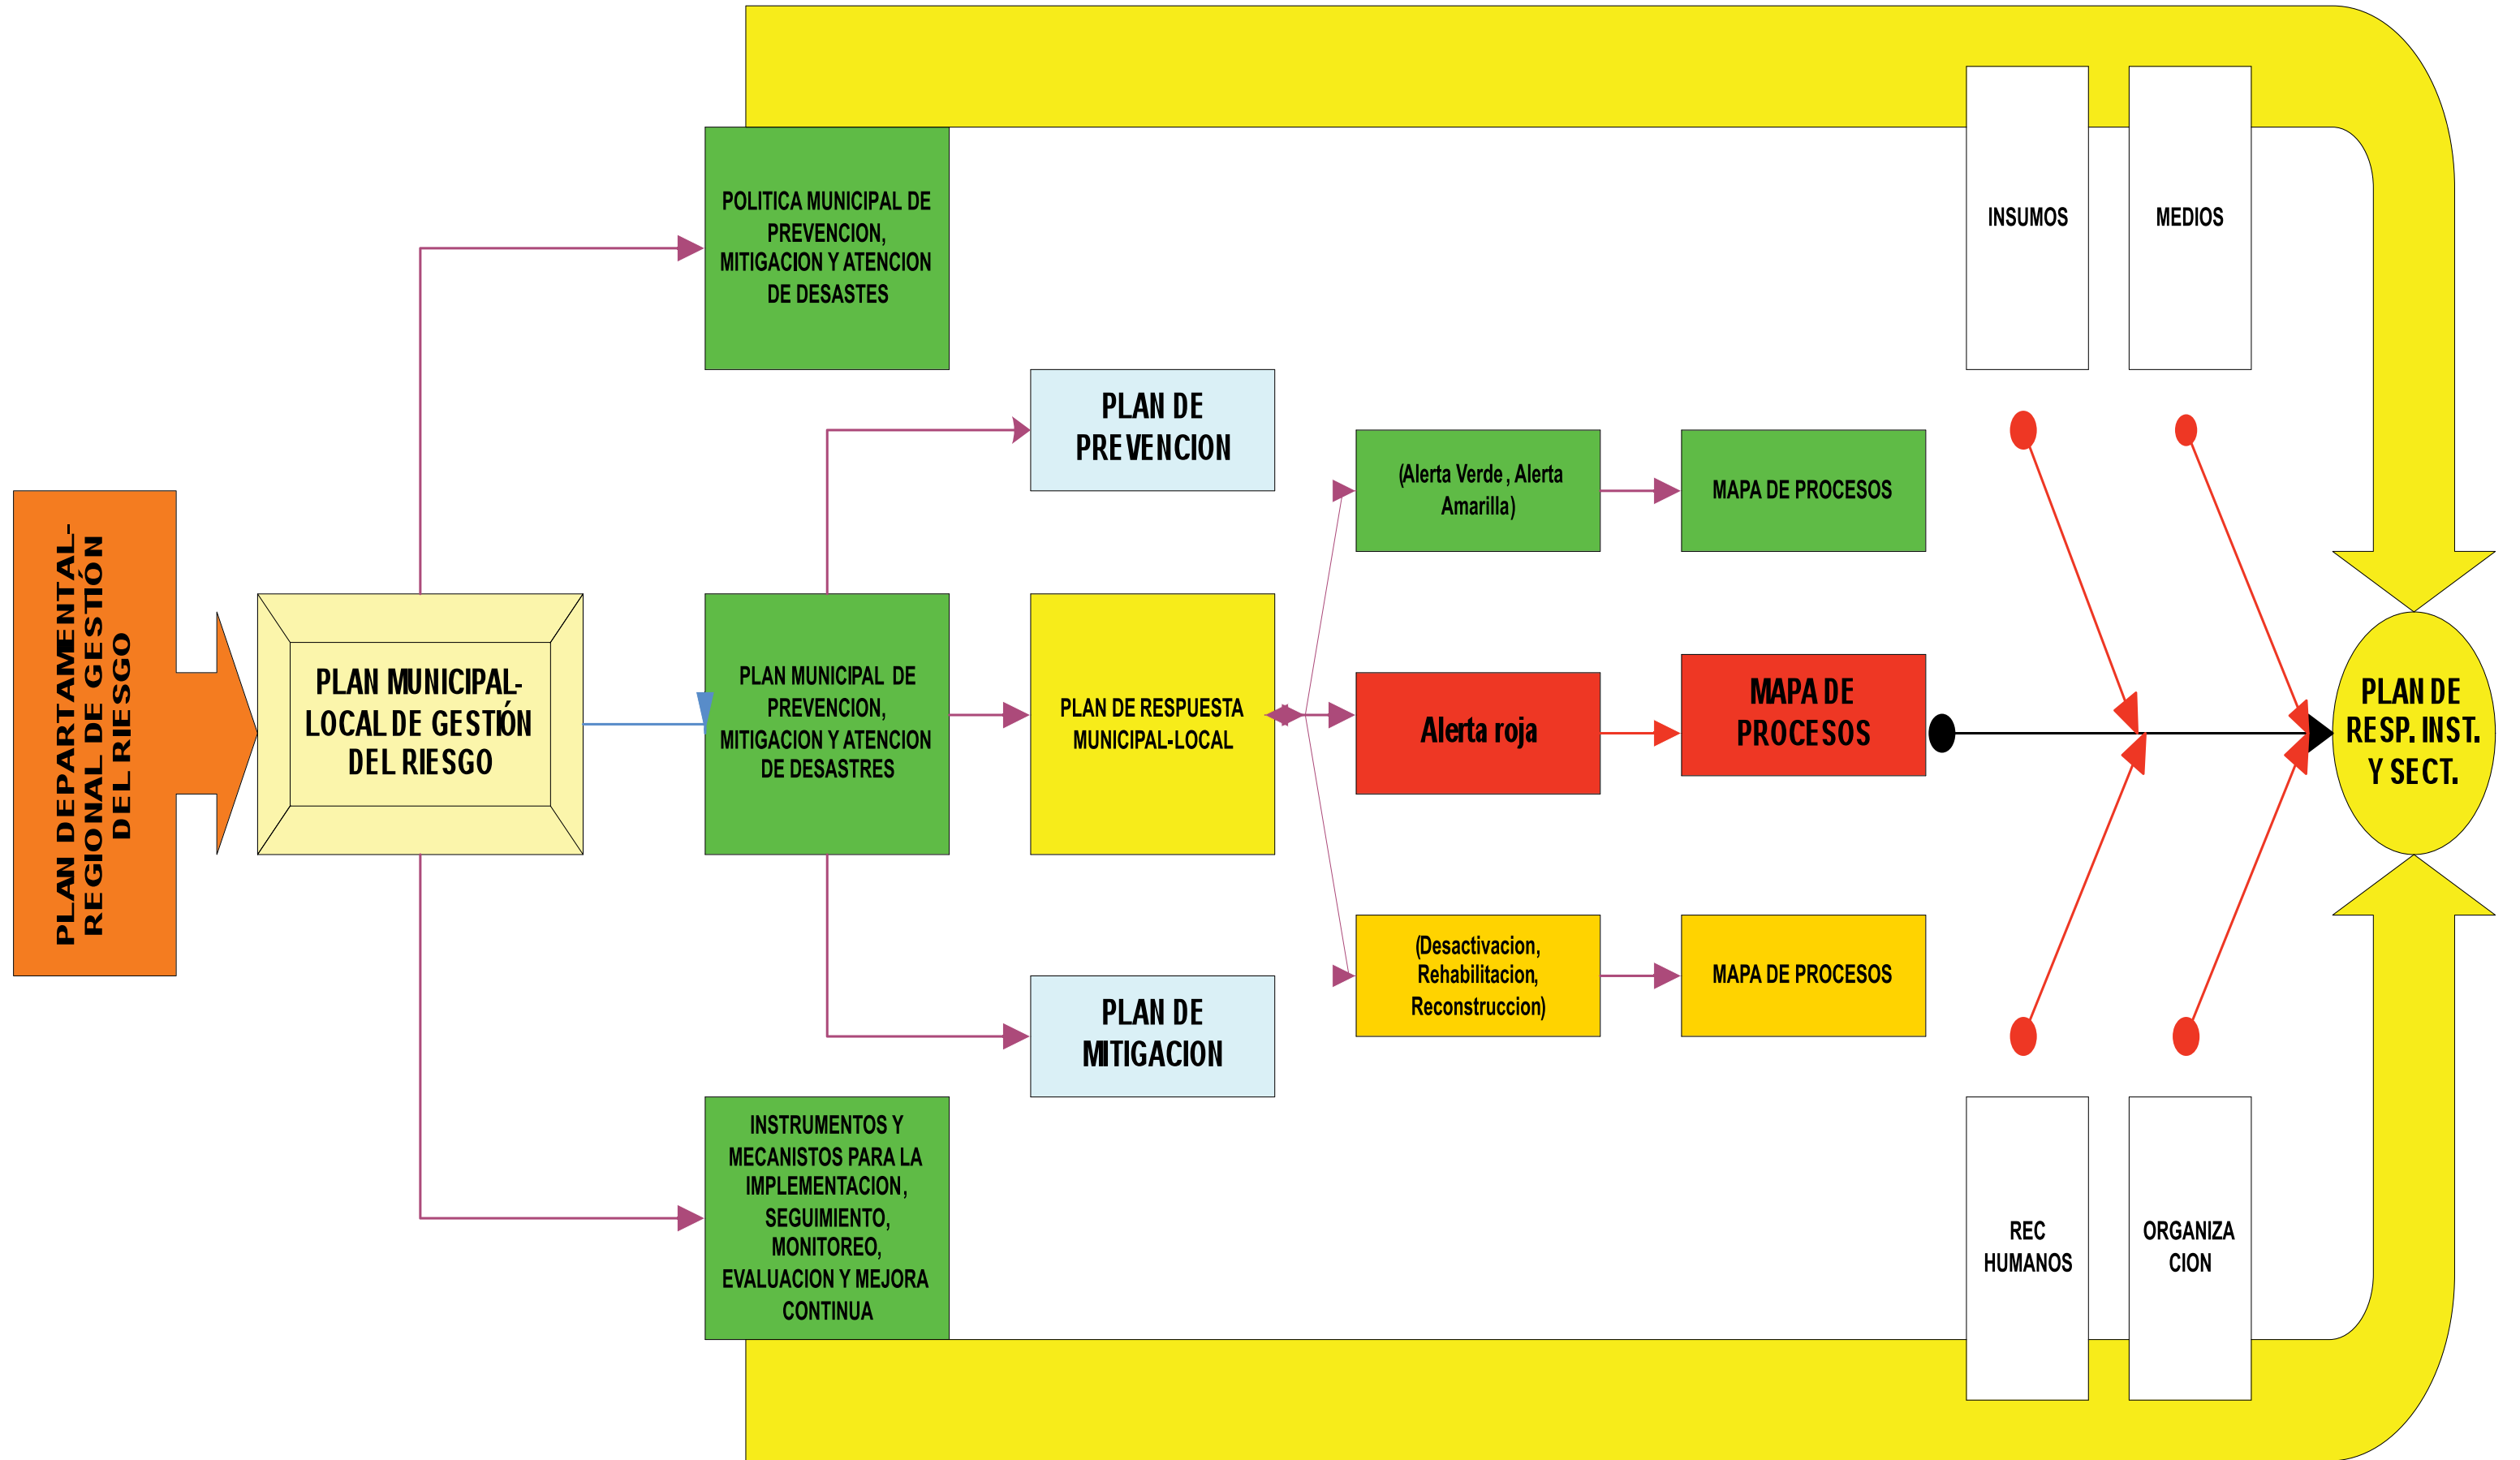 PLAN DEPARTAMENTAL-
REGIONAL DE GESTIÓN
DEL RIESGO
PLAN MUNICIPAL-
LOCAL DE GESTIÓN
DEL RIESGO
POLITICA MUNICIPAL DE
PREVENCION,
MITIGACION Y ATENCION
DE DESASTES
PLAN MUNICIPAL DE
PREVENCION,
MITIGACION Y ATENCION
DE DESASTRES
INSTRUMENTOS Y
MECANISTOS PARA LA
IMPLEMENTACION,
SEGUIMIENTO,
MONITOREO,
EVALUACION Y MEJORA
CONTINUA
PLAN DE
PREVENCION
PLAN DE RESPUESTA
MUNICIPAL-LOCAL
PLAN DE
MITIGACION
(Alerta Verde, Alerta
Amarilla)
MAPA DE PROCESOS
Alerta roja
MAPA DE
PROCESOS
(Desactivacion,
Rehabilitacion,
Reconstruccion)
MAPA DE PROCESOS
INSUMOS
MEDIOS
REC
HUMANOS
ORGANIZA
CION
PLAN DE
RESP. INST.
Y SECT.